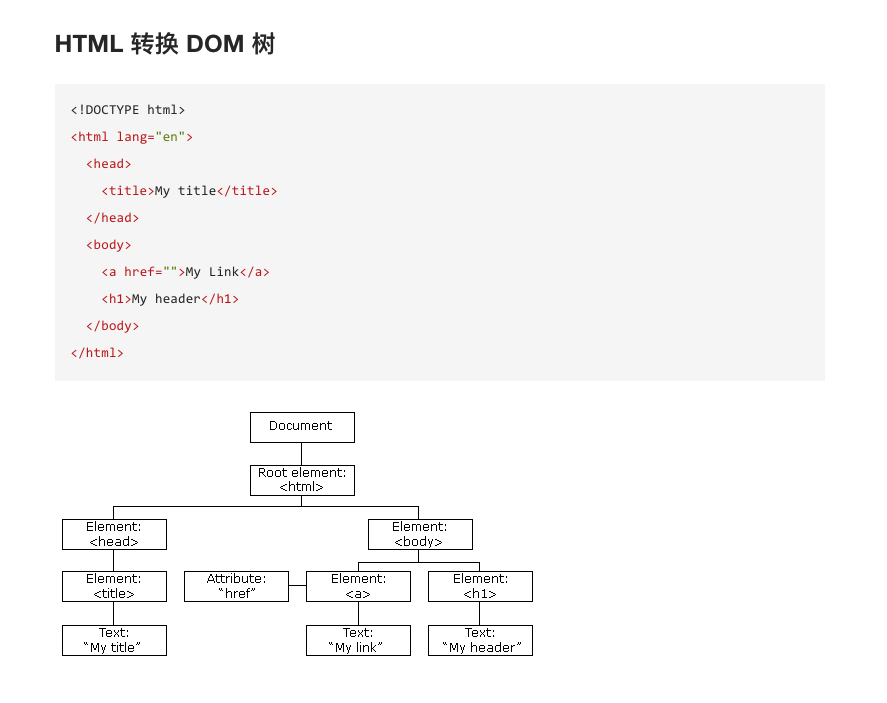 HTML 转换 DOM 树
<!DOCTYPE html>
<html lang="en">
<head>
<title>My title</title>
</head>
<body>
<a href="">My Link</a>
<h1>My header</h1>
</body>
</html>
Document
Root element:
<html>
Element:
<head>
Element:
<body>
Element:
<title>
Attribute:
“href”
Element:
<a>
Element:
<h1>
Text:
“My title”
Text:
“My link”
Text:
“My header”